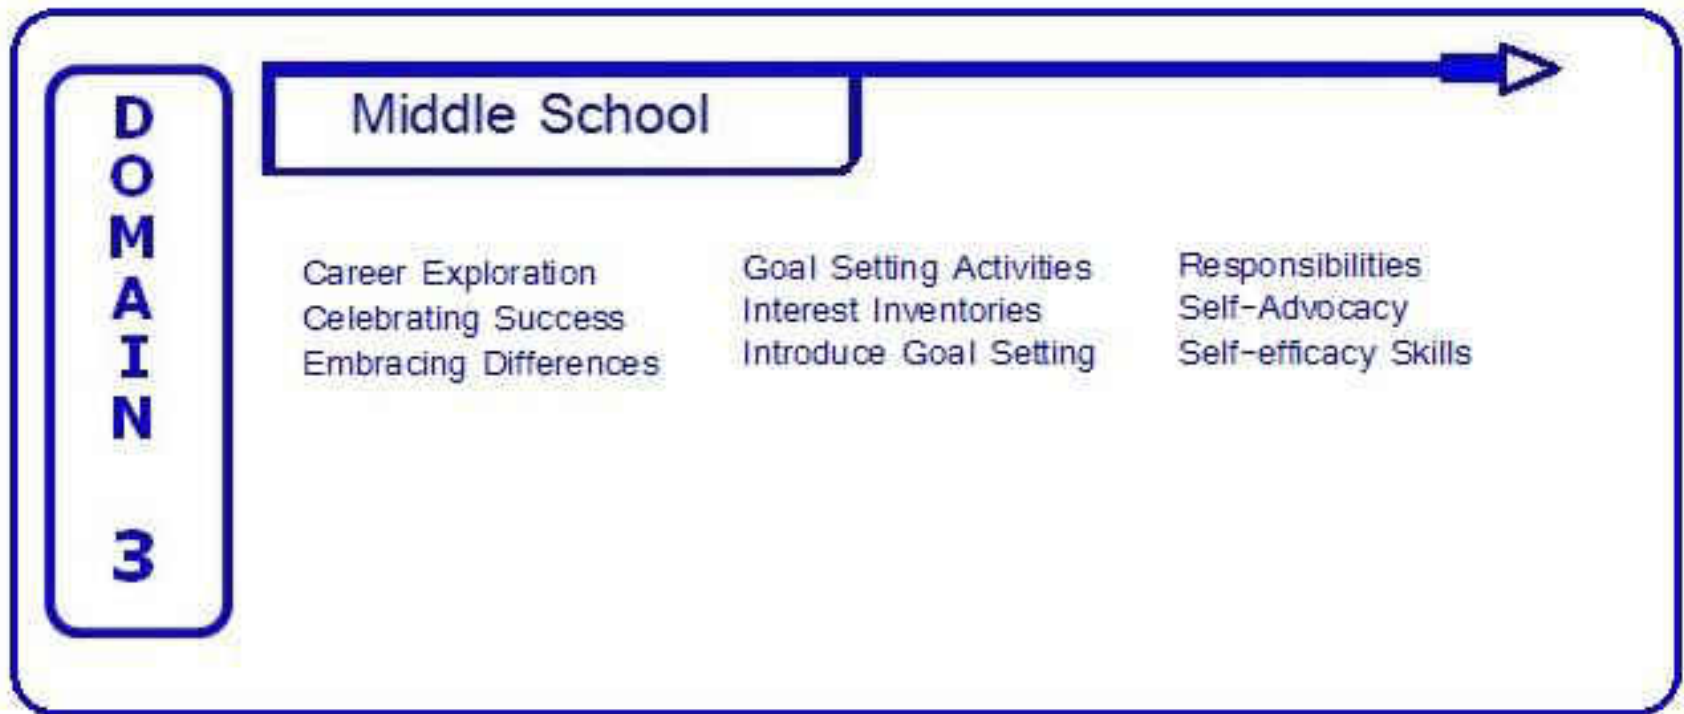 DOMAIN 3
Middle School
Career Exploration
Celebrating Success
Embracing Differences
Goal Setting Activities
Interest Inventories
Introduce Goal Setting
Responsibilities
Self-Advocacy
Self-efficacy Skills